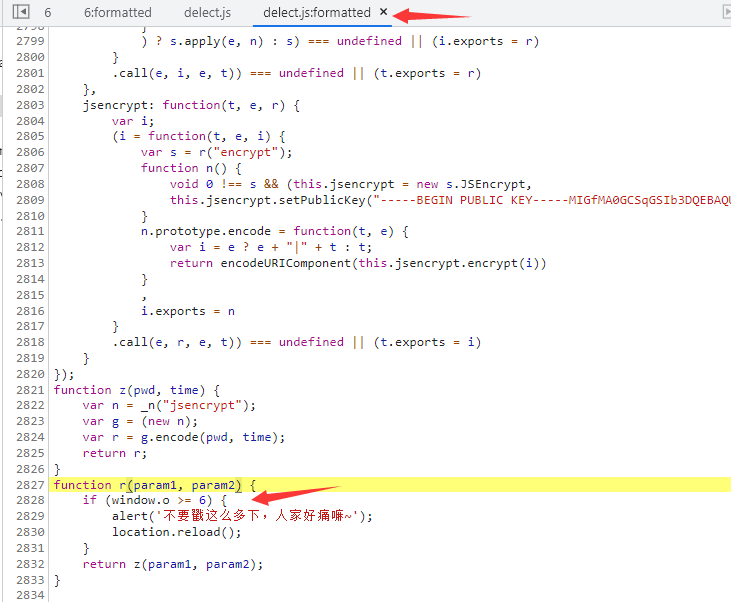 6 6:formatted delect.js delect.js:formatted ×
2798 }
2799 ) ? s.apply(e, n) : s) === undefined || (i.exports = r)
2800 }
2801 .call(e, i, e, t)) === undefined || (t.exports = r)
2802 },
2803 jsencrypt: function(t, e, r) {
2804 var i;
2805 (i = function(t, e, i) {
2806 var s = r("encrypt");
2807 function n() {
2808 void 0 !== s && (this.jsencrypt = new s.JSEncrypt,
2809 this.jsencrypt.setPublicKey("-----BEGIN PUBLIC KEY-----MIGfMA0GCSqGSIb3DQEBAQU
2810 }
2811 n.prototype.encode = function(t, e) {
2812 var i = e ? e + "|" + t : t;
2813 return encodeURIComponent(this.jsencrypt.encrypt(i))
2814 }
2815 ,
2816 i.exports = n
2817 }
2818 .call(e, r, e, t)) === undefined || (t.exports = i)
2819 }
2820 });
2821 function z(pwd, time) {
2822 var n = _n("jsencrypt");
2823 var g = (new n);
2824 var r = g.encode(pwd, time);
2825 return r;
2826 }
2827 function r(param1, param2) {
2828 if (window.o >= 6) {
2829 alert('不要戳这么多下，人家好痛嘛~');
2830 location.reload();
2831 }
2832 return z(param1, param2);
2833 }
2834